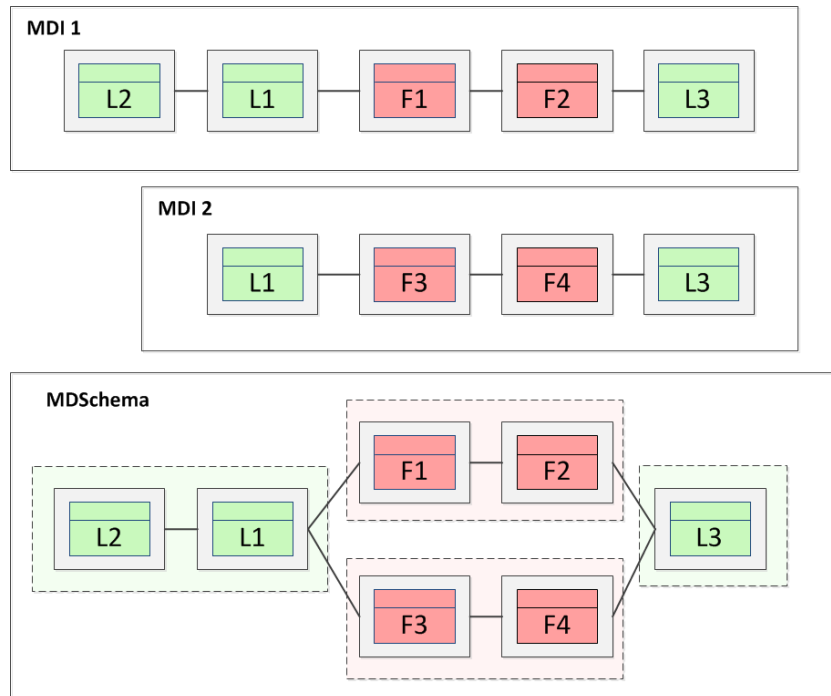 MDI 1
L2 L1 F1 F2 L3
MDI 2
L1 F3 F4 L3
MDSchema
F1 F2
L2 L1 L3
F3 F4